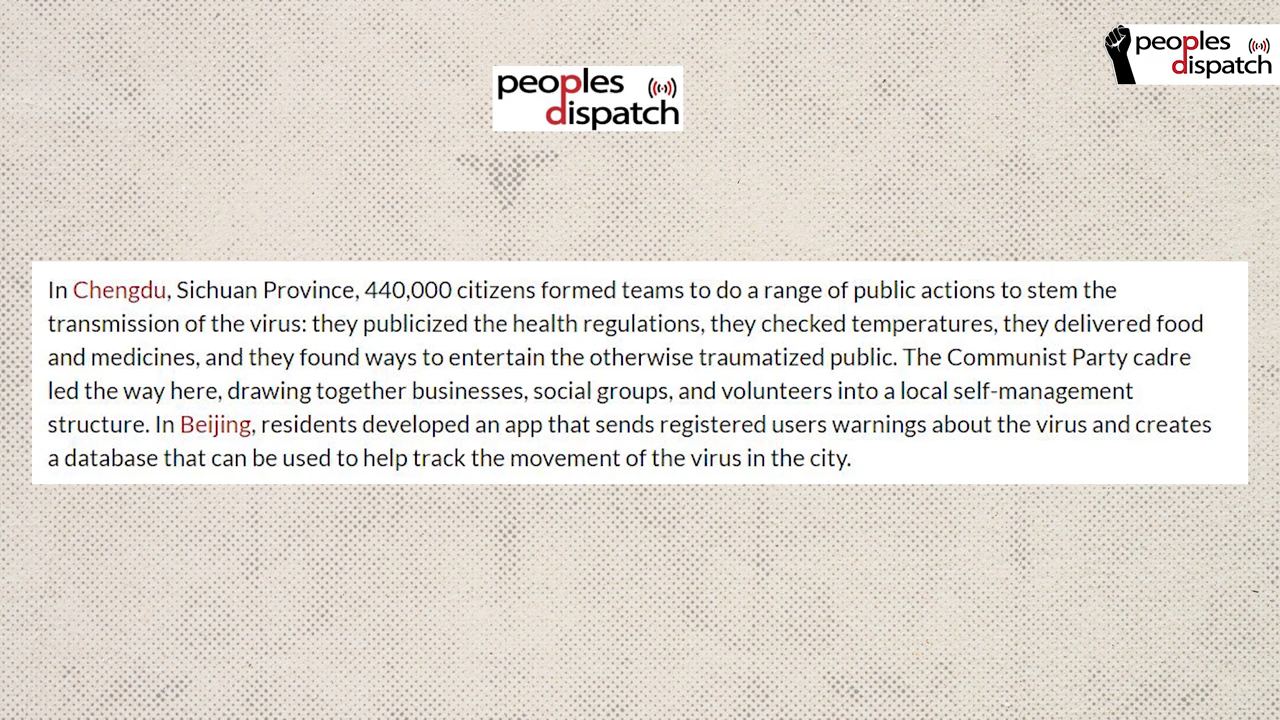 peoples
dispatch
peoples
dispatch
In Chengdu, Sichuan Province, 440,000 citizens formed teams to do a range of public actions to stem the
transmission of the virus: they publicized the health regulations, they checked temperatures, they delivered food
and medicines, and they found ways to entertain the otherwise traumatized public. The Communist Party cadre
led the way here, drawing together businesses, social groups, and volunteers into a local self-management
structure. In Beijing, residents developed an app that sends registered users warnings about the virus and creates
a database that can be used to help track the movement of the virus in the city.